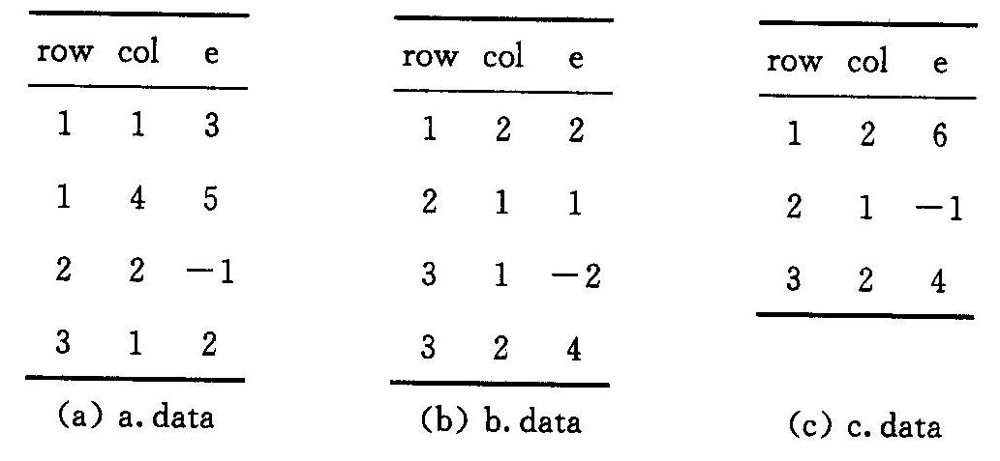 row col e
1 1 3
1 4 5
2 2 −1
3 1 2
(a) a.data
row col e
1 2 2
2 1 1
3 1 −2
3 2 4
(b) b.data
row col e
1 2 6
2 1 −1
3 2 4
(c) c.data